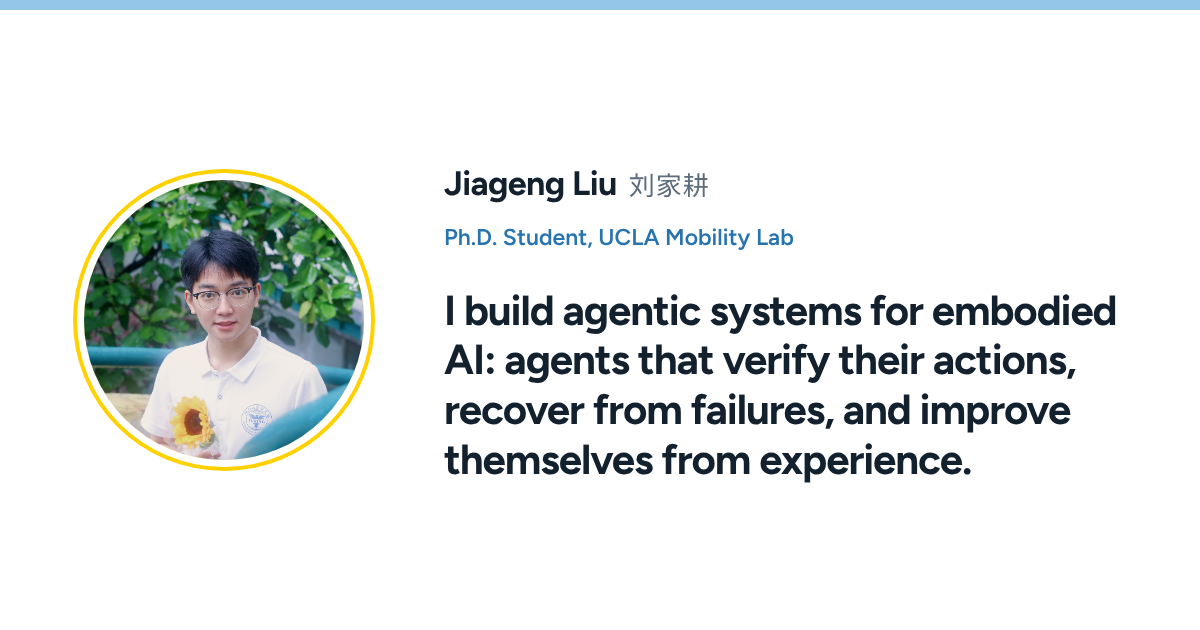 Jiageng Liu 刘家耕
Ph.D. Student, UCLA Mobility Lab
I build agentic systems for embodied
AI: agents that verify their actions,
recover from failures, and improve
themselves from experience.